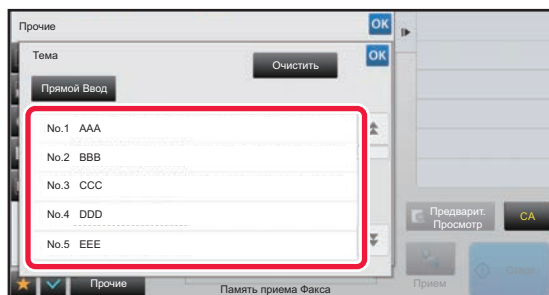 Прочие
OK
Тема
Очистить
OK
Прямой Ввод
No.1 AAA
No.2 BBB
No.3 CCC
No.4 DDD
No.5 EEE
Предварит.
Просмотр
CA
Прочие
Память приема Факса
Прием